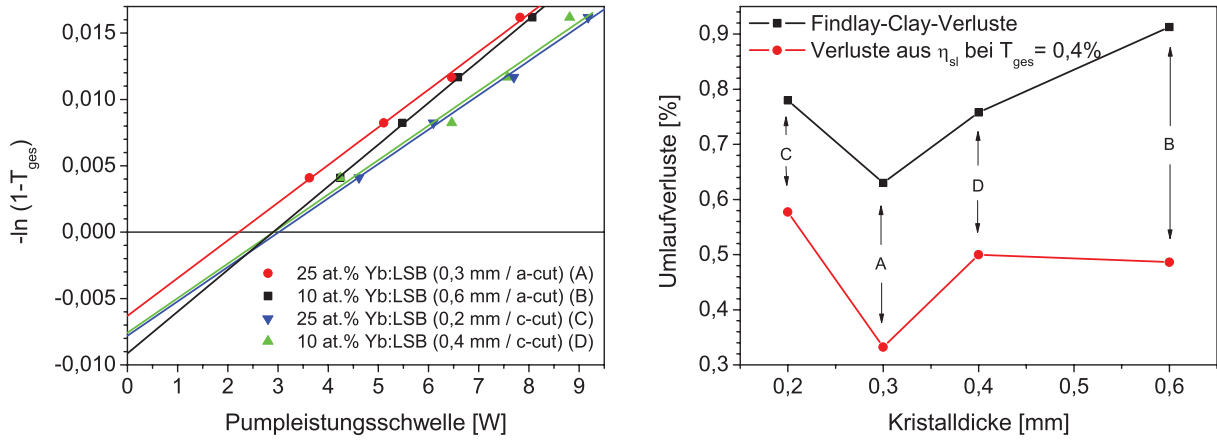 0,015
0,010
0,005
0,000
-0,005
-0,010
-ln (1-T_ges)
25 at.% Yb:LSB (0,3 mm / a-cut) (A)
10 at.% Yb:LSB (0,6 mm / a-cut) (B)
25 at.% Yb:LSB (0,2 mm / c-cut) (C)
10 at.% Yb:LSB (0,4 mm / c-cut) (D)
0 1 2 3 4 5 6 7 8 9
Pumpleistungsschwelle [W]
0,9%
0,8%
0,7%
0,6%
0,5%
0,4%
0,3%
Umlaufverluste [%]
Findlay-Clay-Verluste
Verluste aus η_sl bei T_ges = 0,4%
C
A
D
B
0,2 0,3 0,4 0,5 0,6
Kristalldicke [mm]